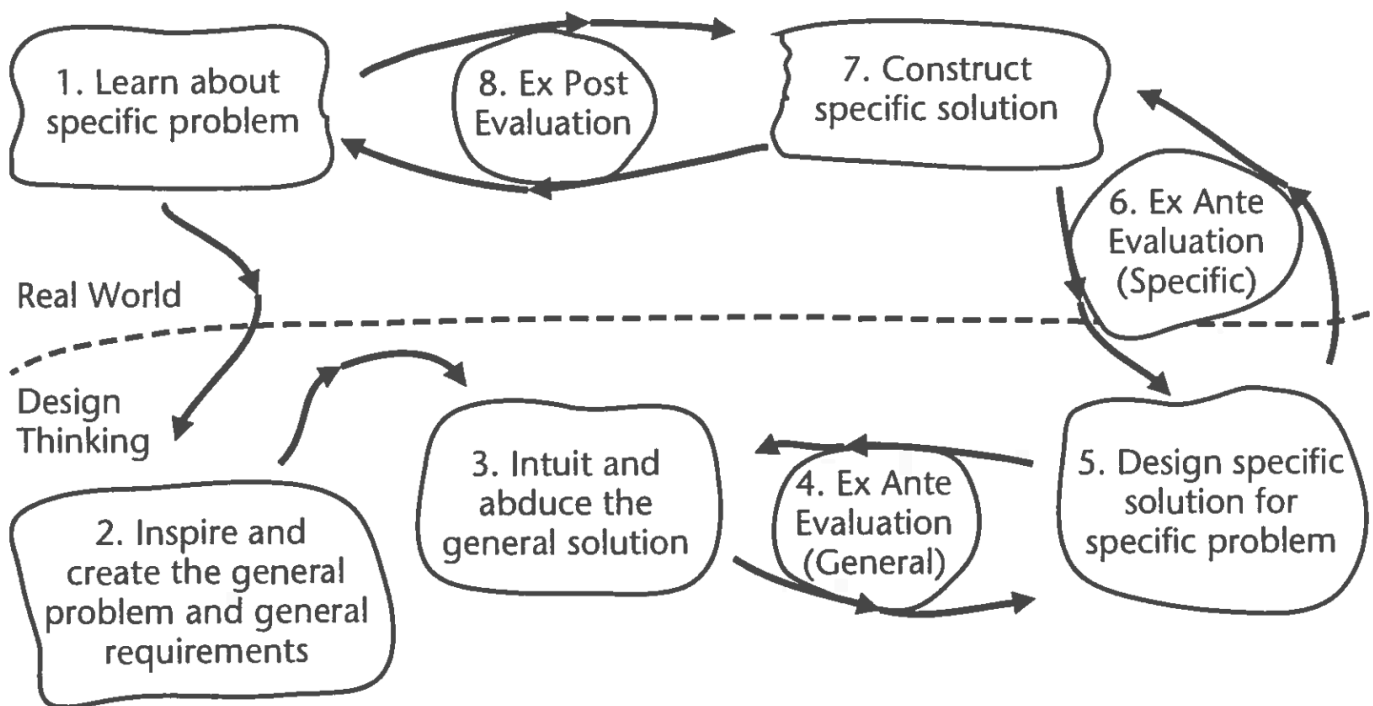 1. Learn about
specific problem
8. Ex Post
Evaluation
7. Construct
specific solution
6. Ex Ante
Evaluation
(Specific)
Real World
Design
Thinking
2. Inspire and
create the general
problem and general
requirements
3. Intuit and
abduce the
general solution
4. Ex Ante
Evaluation
(General)
5. Design specific
solution for
specific problem